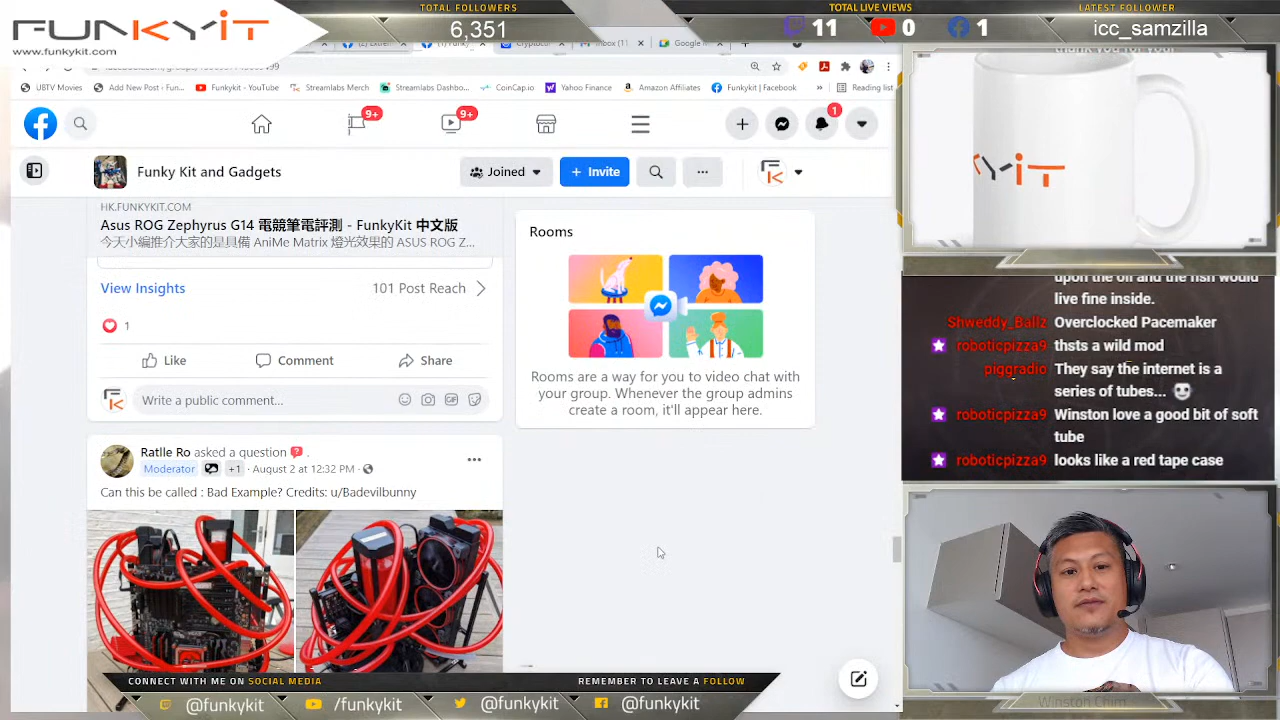 FUNKYiT
www.funkykit.com
TOTAL FOLLOWERS
6,351
TOTAL LIVE VIEWS
11
0
1
LATEST FOLLOWER
icc_samzilla
Inbox (1)
Google M
UBTV Movies
Add New Post ‹ Fun...
Funkykit - YouTube
Streamlabs Merch
Streamlabs Dashbo...
CoinCap.io
Yahoo Finance
Amazon Affiliates
Funkykit | Facebook
»
Reading list
9+
9+
1
Funky Kit and Gadgets
Joined
+ Invite
HK.FUNKYKIT.COM
Asus ROG Zephyrus G14 電競筆電評測 - FunkyKit 中文版
今天小編推介大家的是具備 AniMe Matrix 燈光效果的 ASUS ROG Z...
View Insights
101 Post Reach
1
Like
Comment
Share
Write a public comment...
GIF
Ratlle Ro asked a question .
Moderator +1 · August 2 at 12:32 PM ·
Can this be called : Bad Example? Credits: u/Badevilbunny
Rooms
Rooms are a way for you to video chat with
your group. Whenever the group admins
create a room, it'll appear here.
thank you for your
KYiT
upon the oil and the fish would
live fine inside.
Shweddy_Ballz Overclocked Pacemaker
roboticpizza9 thsts a wild mod
piggradio They say the internet is a
series of tubes...
roboticpizza9 Winston love a good bit of soft
tube
roboticpizza9 looks like a red tape case
CONNECT WITH ME ON SOCIAL MEDIA
REMEMBER TO LEAVE A FOLLOW
@funkykit
/funkykit
@funkykit
@funkykit